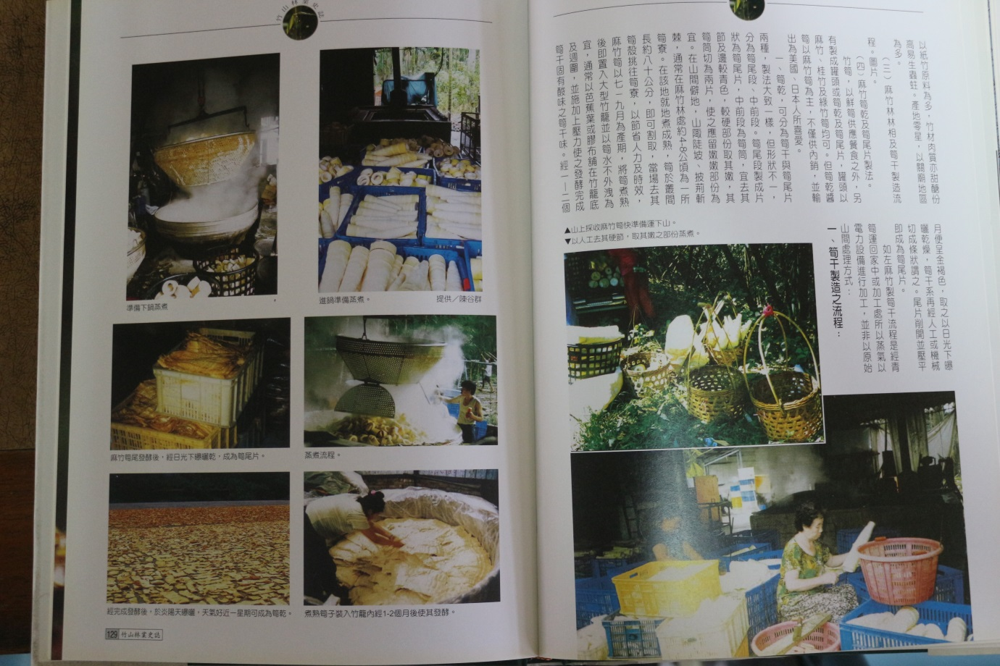 以紙竹原料為多，竹材肉質亦甜醣份
高易生蟲蛀。產地零星，以關廟地區
為多。
（三）麻竹林林相及筍干製造流
程。圖片。
（四）麻竹筍乾及筍尾片製法。
竹筍，以鮮筍供應餐食之外，另
有製成罐頭或筍乾及筍尾片，罐頭以
麻竹、桂竹及綠竹筍均可。但筍乾醬
筍以麻竹筍為主，不僅供內銷，並輸
出為美國、日本人所喜愛。
一、筍乾，可分為筍干與筍尾片
兩種，製法大致一樣，但形狀不一，
分為筍尾段、中前段。筍尾段製成片
狀為筍尾片，中前段為筍筒，宜去其
節及邊較青色，較硬部份取其嫩，其
筍筒切為兩片，使之應留嫩嫩部份為
宜。在山間僻地，山陬陡坡、披荊斬
棘，通常在麻竹林處約4-8公頃為一所
筍寮。在該地就地煮成熟，筍於叢間
長約八十公分，即可割取，當場去其
筍殼挑往筍寮，以節省人力及時效，
麻竹筍以七一九月為產期，將筍煮熟
後即置入大型竹籠並以筍水不外洩為
宜，通常以芭蕉葉或膠布舖在竹籠底
及週圍，並施加上壓力使之發酵完成
筍干固有酸味之筍干味。經一一二個
月便呈金褐色，取之以日光下曝
曬乾燥，筍干系再經人工或機械
切成條狀謂之。尾片削開並壓平
即成為筍尾片。
如左麻竹製筍干流程是經青
筍運回家中或加工處所以蒸氣以
電力設備進行加工，並非以原始
山間處理方式：
一、筍干製造之流程：
▲山上採收麻竹筍快準備運下山。
▼以人工去其硬節，取其嫩之部份蒸煮。
竹山林業史誌
準備下鍋蒸煮
進鍋準備蒸煮。
提供／陳谷群
麻竹筍尾發酵後，經日光下曝曬乾，成為筍尾片。
蒸煮流程。
經完成發酵後，於炎陽天曝曬，天氣好近一星期可成為筍乾。
煮熟筍子裝入竹籠內經1-2個月後使其發酵。
129 竹山林業史誌